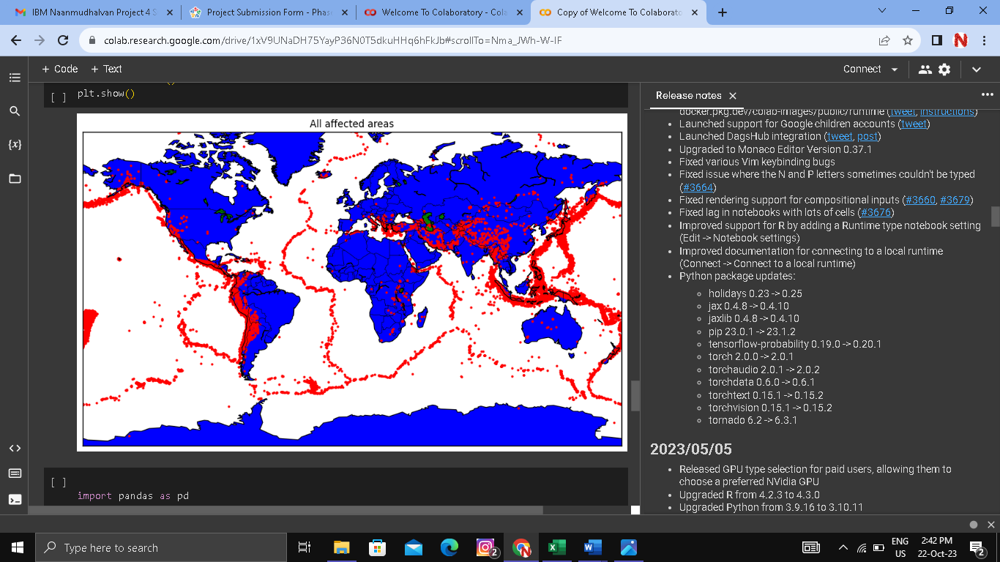 IBM Naanmudhalvan Project 4 S
Project Submission Form - Phase
Welcome To Colaboratory - Cola
Copy of Welcome To Colaborato
colab.research.google.com/drive/1xV9UNaDH75YayP36N0T5dkuHHq6hFkJb#scrollTo=Nma_JWh-W-IF
+ Code + Text
Connect
[ ] plt.show()
All affected areas
[ ]
import pandas as pd
Release notes
docker.pkg.dev/colab-images/public/runtime (tweet, instructions)
• Launched support for Google children accounts (tweet)
• Launched DagsHub integration (tweet, post)
• Upgraded to Monaco Editor Version 0.37.1
• Fixed various Vim keybinding bugs
• Fixed issue where the N and P letters sometimes couldn't be typed
(#3664)
• Fixed rendering support for compositional inputs (#3660, #3679)
• Fixed lag in notebooks with lots of cells (#3676)
• Improved support for R by adding a Runtime type notebook setting
(Edit -> Notebook settings)
• Improved documentation for connecting to a local runtime
(Connect -> Connect to a local runtime)
• Python package updates:
holidays 0.23 -> 0.25
jax 0.4.8 -> 0.4.10
jaxlib 0.4.8 -> 0.4.10
pip 23.0.1 -> 23.1.2
tensorflow-probability 0.19.0 -> 0.20.1
torch 2.0.0 -> 2.0.1
torchaudio 2.0.1 -> 2.0.2
torchdata 0.6.0 -> 0.6.1
torchtext 0.15.1 -> 0.15.2
torchvision 0.15.1 -> 0.15.2
tornado 6.2 -> 6.3.1
2023/05/05
• Released GPU type selection for paid users, allowing them to
choose a preferred NVidia GPU
• Upgraded R from 4.2.3 to 4.3.0
• Upgraded Python from 3.9.16 to 3.10.11
Type here to search
2
ENG
US
2:42 PM
22-Oct-23
2